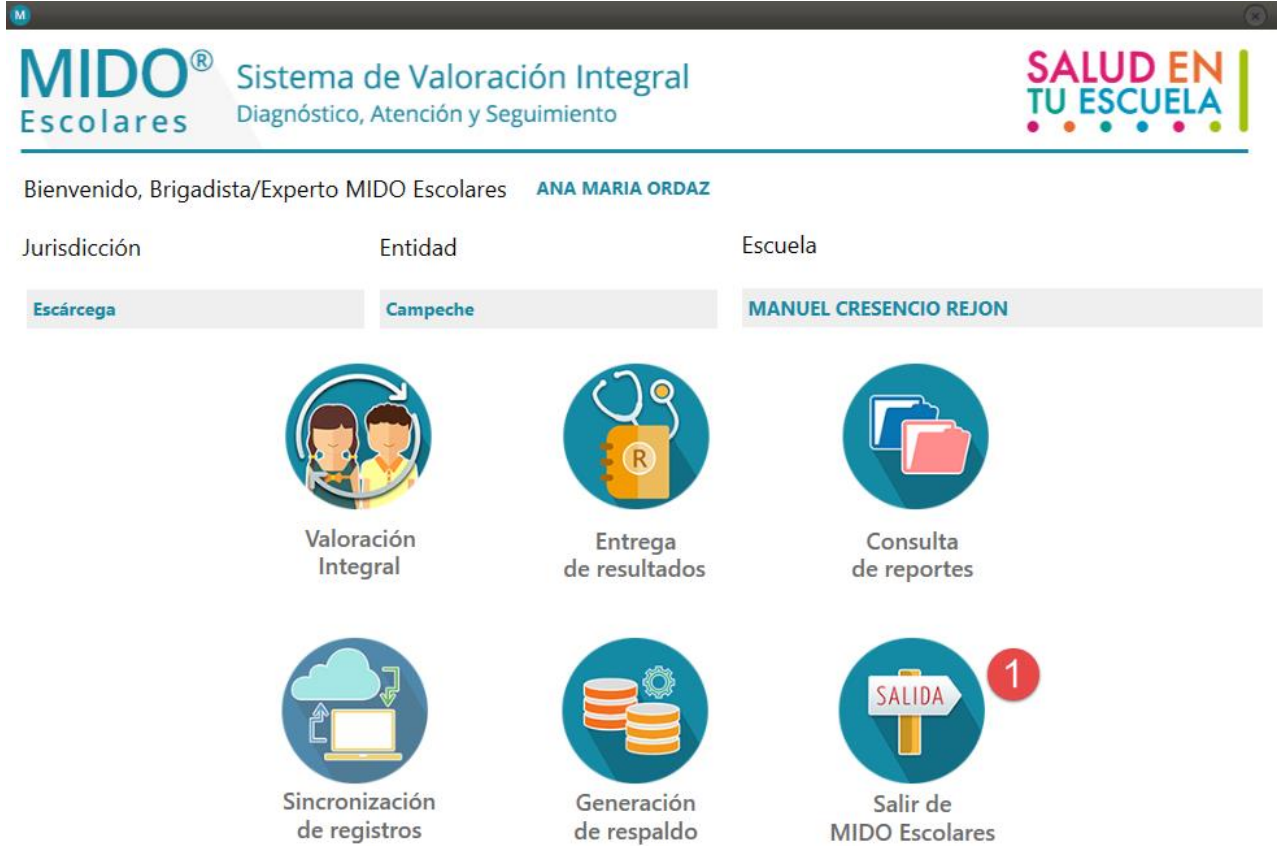 M
MIDO®
Escolares
Sistema de Valoración Integral
Diagnóstico, Atención y Seguimiento
SALUD EN
TU ESCUELA
Bienvenido, Brigadista/Experto MIDO Escolares ANA MARIA ORDAZ
Jurisdicción Entidad Escuela
Escárcega Campeche MANUEL CRESENCIO REJON
R
Valoración
Integral
Entrega
de resultados
Consulta
de reportes
SALIDA
1
Sincronización
de registros
Generación
de respaldo
Salir de
MIDO Escolares